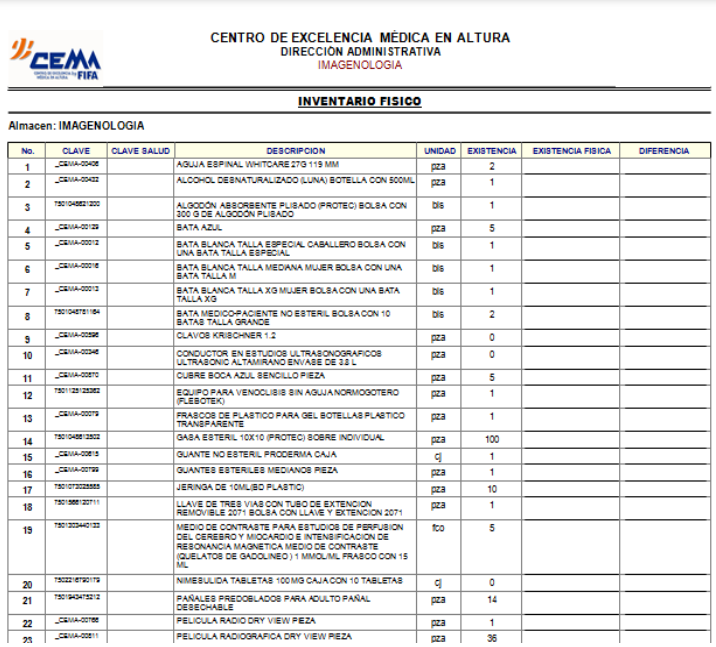 CEMA
FIFA
CENTRO DE EXCELENCIA MÉDICA EN ALTURA
DIRECCIÓN ADMINISTRATIVA
IMAGENOLOGIA
INVENTARIO FISICO
Almacen: IMAGENOLOGIA
No. CLAVE CLAVE SALUD DESCRIPCION UNIDAD EXISTENCIA EXISTENCIA FISICA DIFERENCIA
1 _CEMA-00406 AGUJA ESPINAL WHITCARE 27G 119 MM pza 2
2 _CEMA-00432 ALCOHOL DESNATURALIZADO (LUNA) BOTELLA CON 500ML pza 1
3 7501048621200 ALGODÓN ABSORBENTE PLISADO (PROTEC) BOLSA CON
300 G DE ALGODÓN PLISADO bls 1
4 _CEMA-00129 BATA AZUL pza 5
5 _CEMA-00012 BATA BLANCA TALLA ESPECIAL CABALLERO BOLSA CON
UNA BATA TALLA ESPECIAL bls 1
6 _CEMA-00016 BATA BLANCA TALLA MEDIANA MUJER BOLSA CON UNA
BATA TALLA M bls 1
7 _CEMA-00013 BATA BLANCA TALLA XG MUJER BOLSA CON UNA BATA
TALLA XG bls 1
8 BATA MEDICO-PACIENTE NO ESTERIL BOLSA CON 10
BATAS TALLA GRANDE bls 2
9 _CEMA-00596 CLAVOS KRISCHNER 1.2 pza 0
10 _CEMA-00346 CONDUCTOR EN ESTUDIOS ULTRASONOGRAFICOS
ULTRASONIC ALTAMIRANO ENVASE DE 3.8 L pza 0
11 _CEMA-00570 CUBRE BOCA AZUL SENCILLO PIEZA pza 5
12 7501125125362 EQUIPO PARA VENOCLISIS SIN AGUJA NORMOGOTERO
(FLEBOTEK) pza 1
13 _CEMA-00079 FRASCOS DE PLASTICO PARA GEL BOTELLAS PLASTICO
TRANSPARENTE pza 1
14 GASA ESTERIL 10X10 (PROTEC) SOBRE INDIVIDUAL pza 100
15 _CEMA-00615 GUANTE NO ESTERIL PRODERMA CAJA cj 1
16 _CEMA-00799 GUANTES ESTERILES MEDIANOS PIEZA pza 1
17 JERINGA DE 10ML(BD PLASTIC) pza 10
18 LLAVE DE TRES VIAS CON TUBO DE EXTENCION
REMOVIBLE 2071 BOLSA CON LLAVE Y EXTENCION 2071 pza 1
19 7501303440133 MEDIO DE CONTRASTE PARA ESTUDIOS DE PERFUSION
DEL CEREBRO Y MIOCARDIO E INTENSIFICACION DE
RESONANCIA MAGNETICA MEDIO DE CONTRASTE
(QUELATOS DE GADOLINEO ) 1 MMOL/ML FRASCO CON 15
ML fco 5
20 7502216790179 NIMESULIDA TABLETAS 100 MG CAJA CON 10 TABLETAS cj 0
21 7501943475212 PAÑALES PREDOBLADOS PARA ADULTO PAÑAL
DESECHABLE pza 14
22 _CEMA-00766 PELICULA RADIO DRY VIEW PIEZA pza 1
23 _CEMA-00811 PELICULA RADIOGRAFICA DRY VIEW PIEZA pza 36